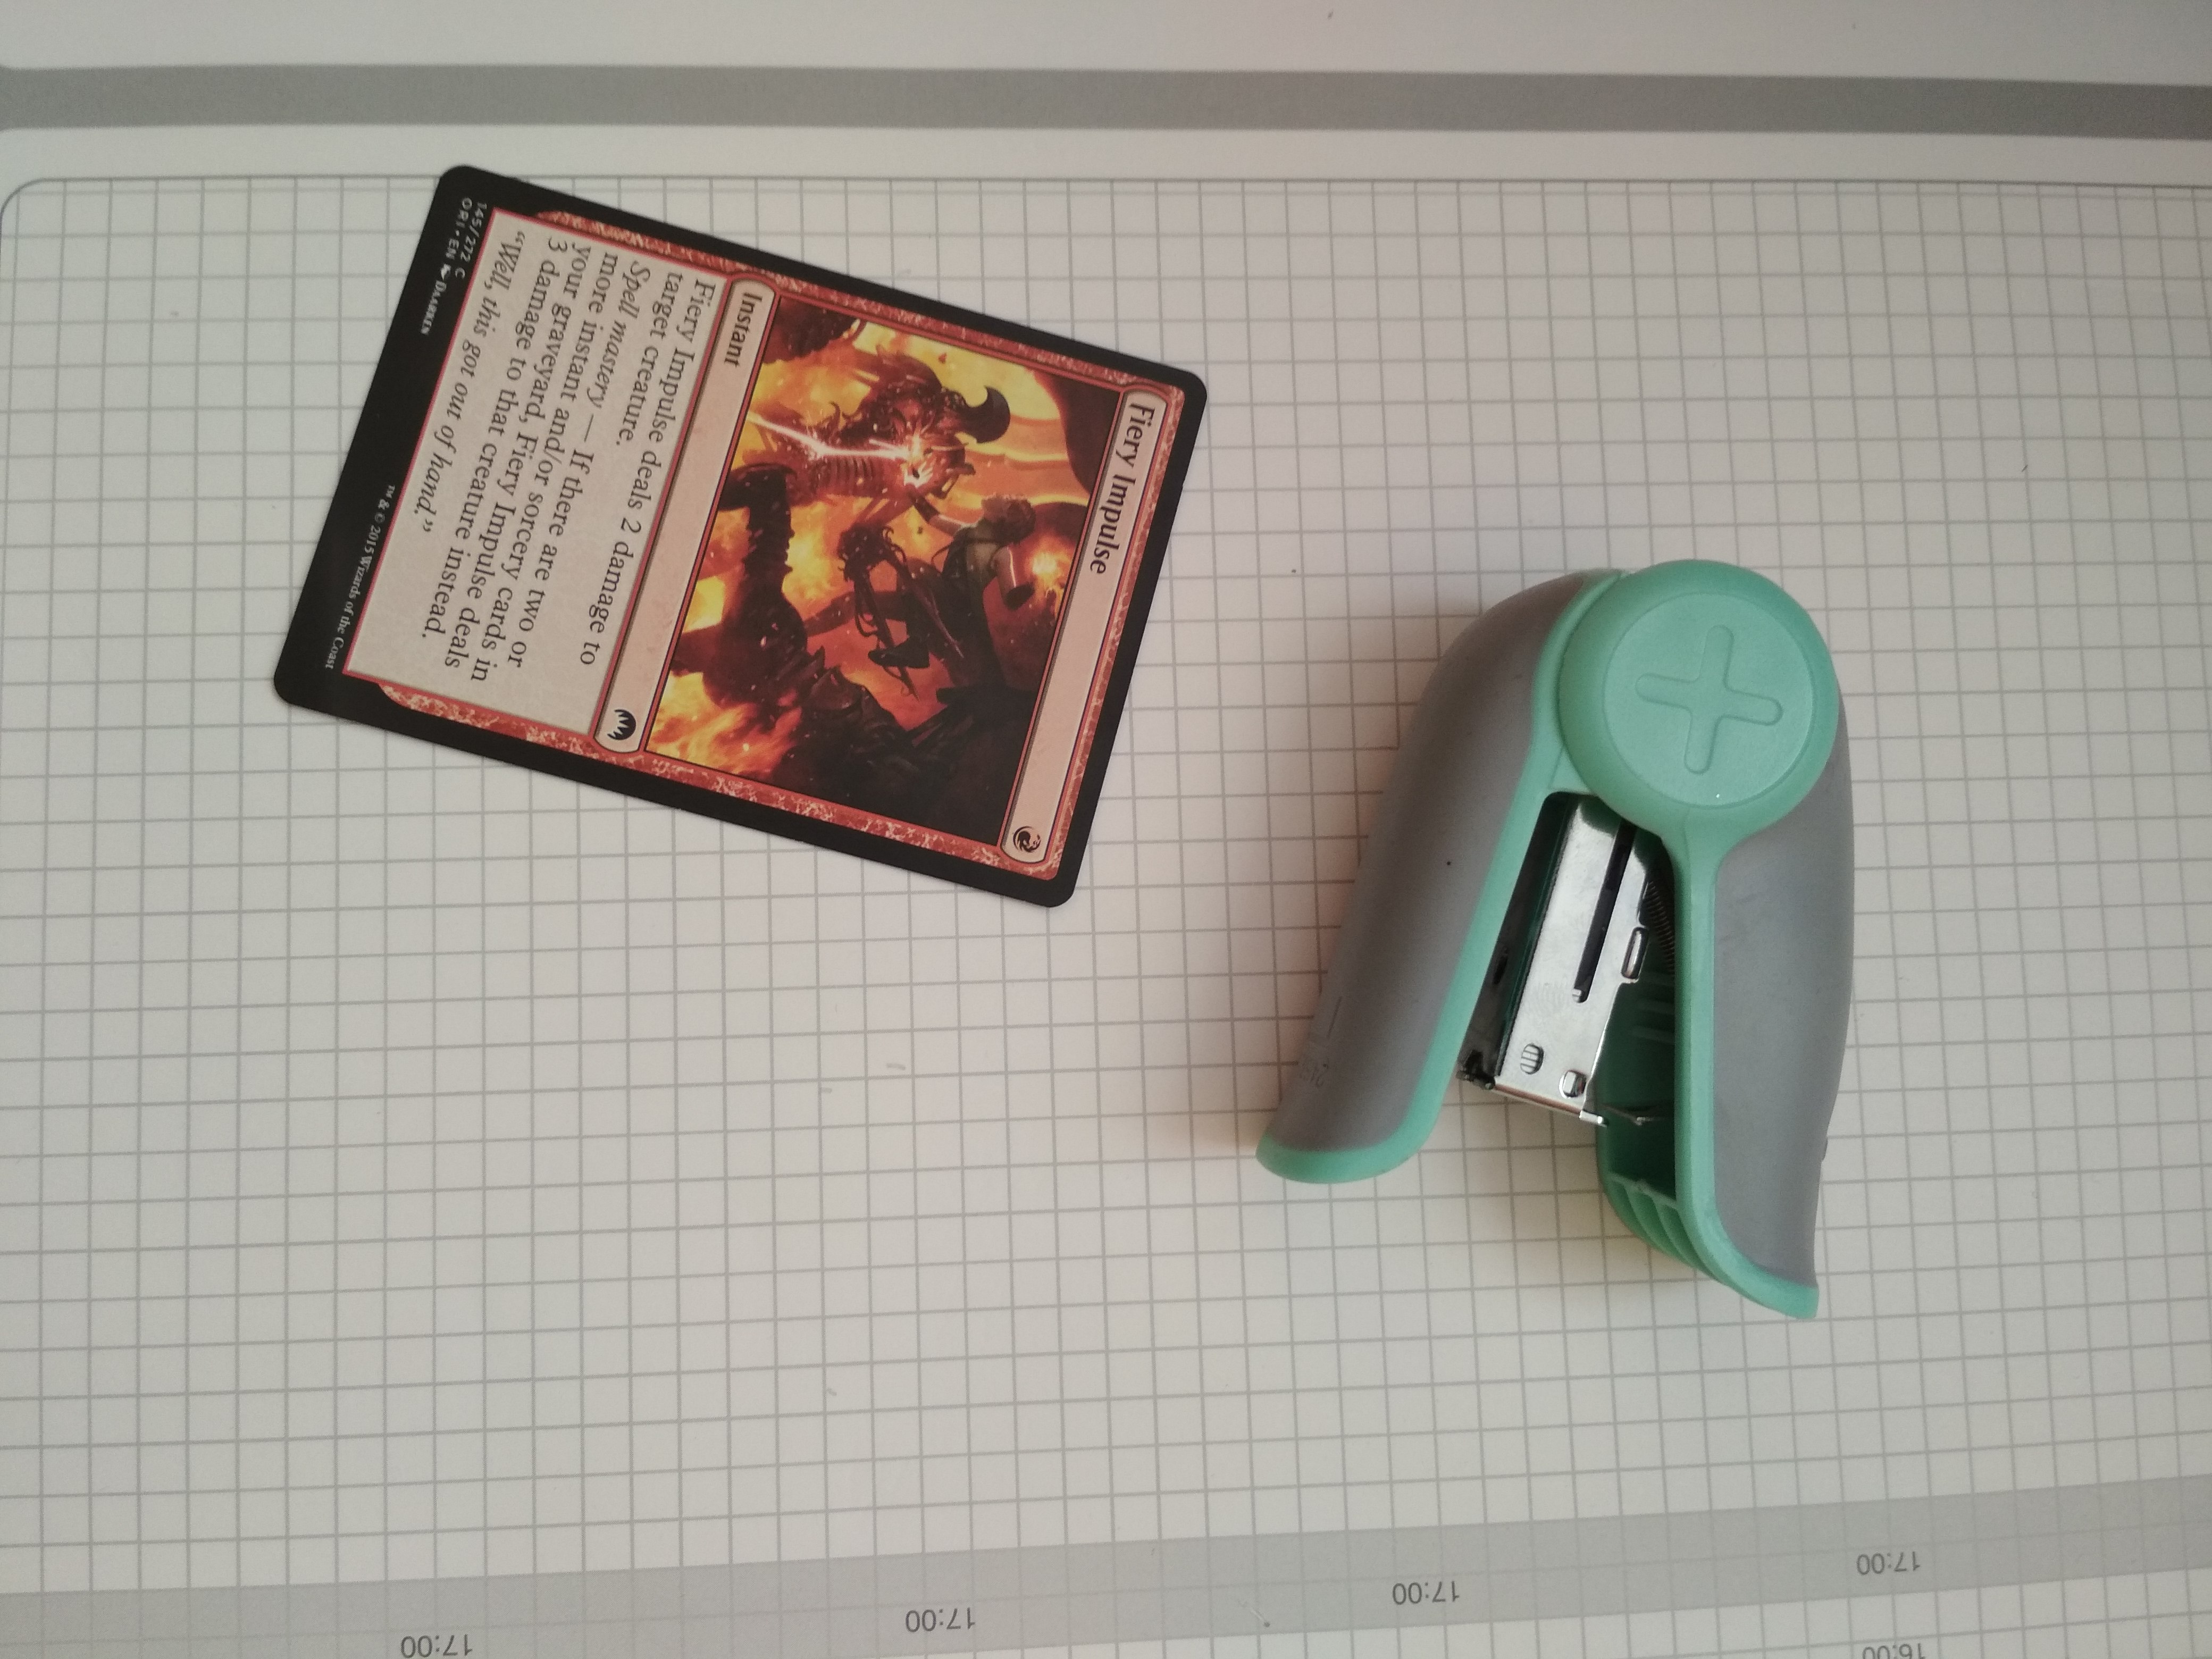 Fiery Impulse
Instant
Fiery Impulse deals 2 damage to
target creature.
Spell mastery — If there are two or
more instant and/or sorcery cards in
your graveyard, Fiery Impulse deals
3 damage to that creature instead.
“Well, this got out of hand.”
145/272 C
ORI • EN DAARKEN
™ & © 2015 Wizards of the Coast
17:00
17:00
17:00
17:00
16:00